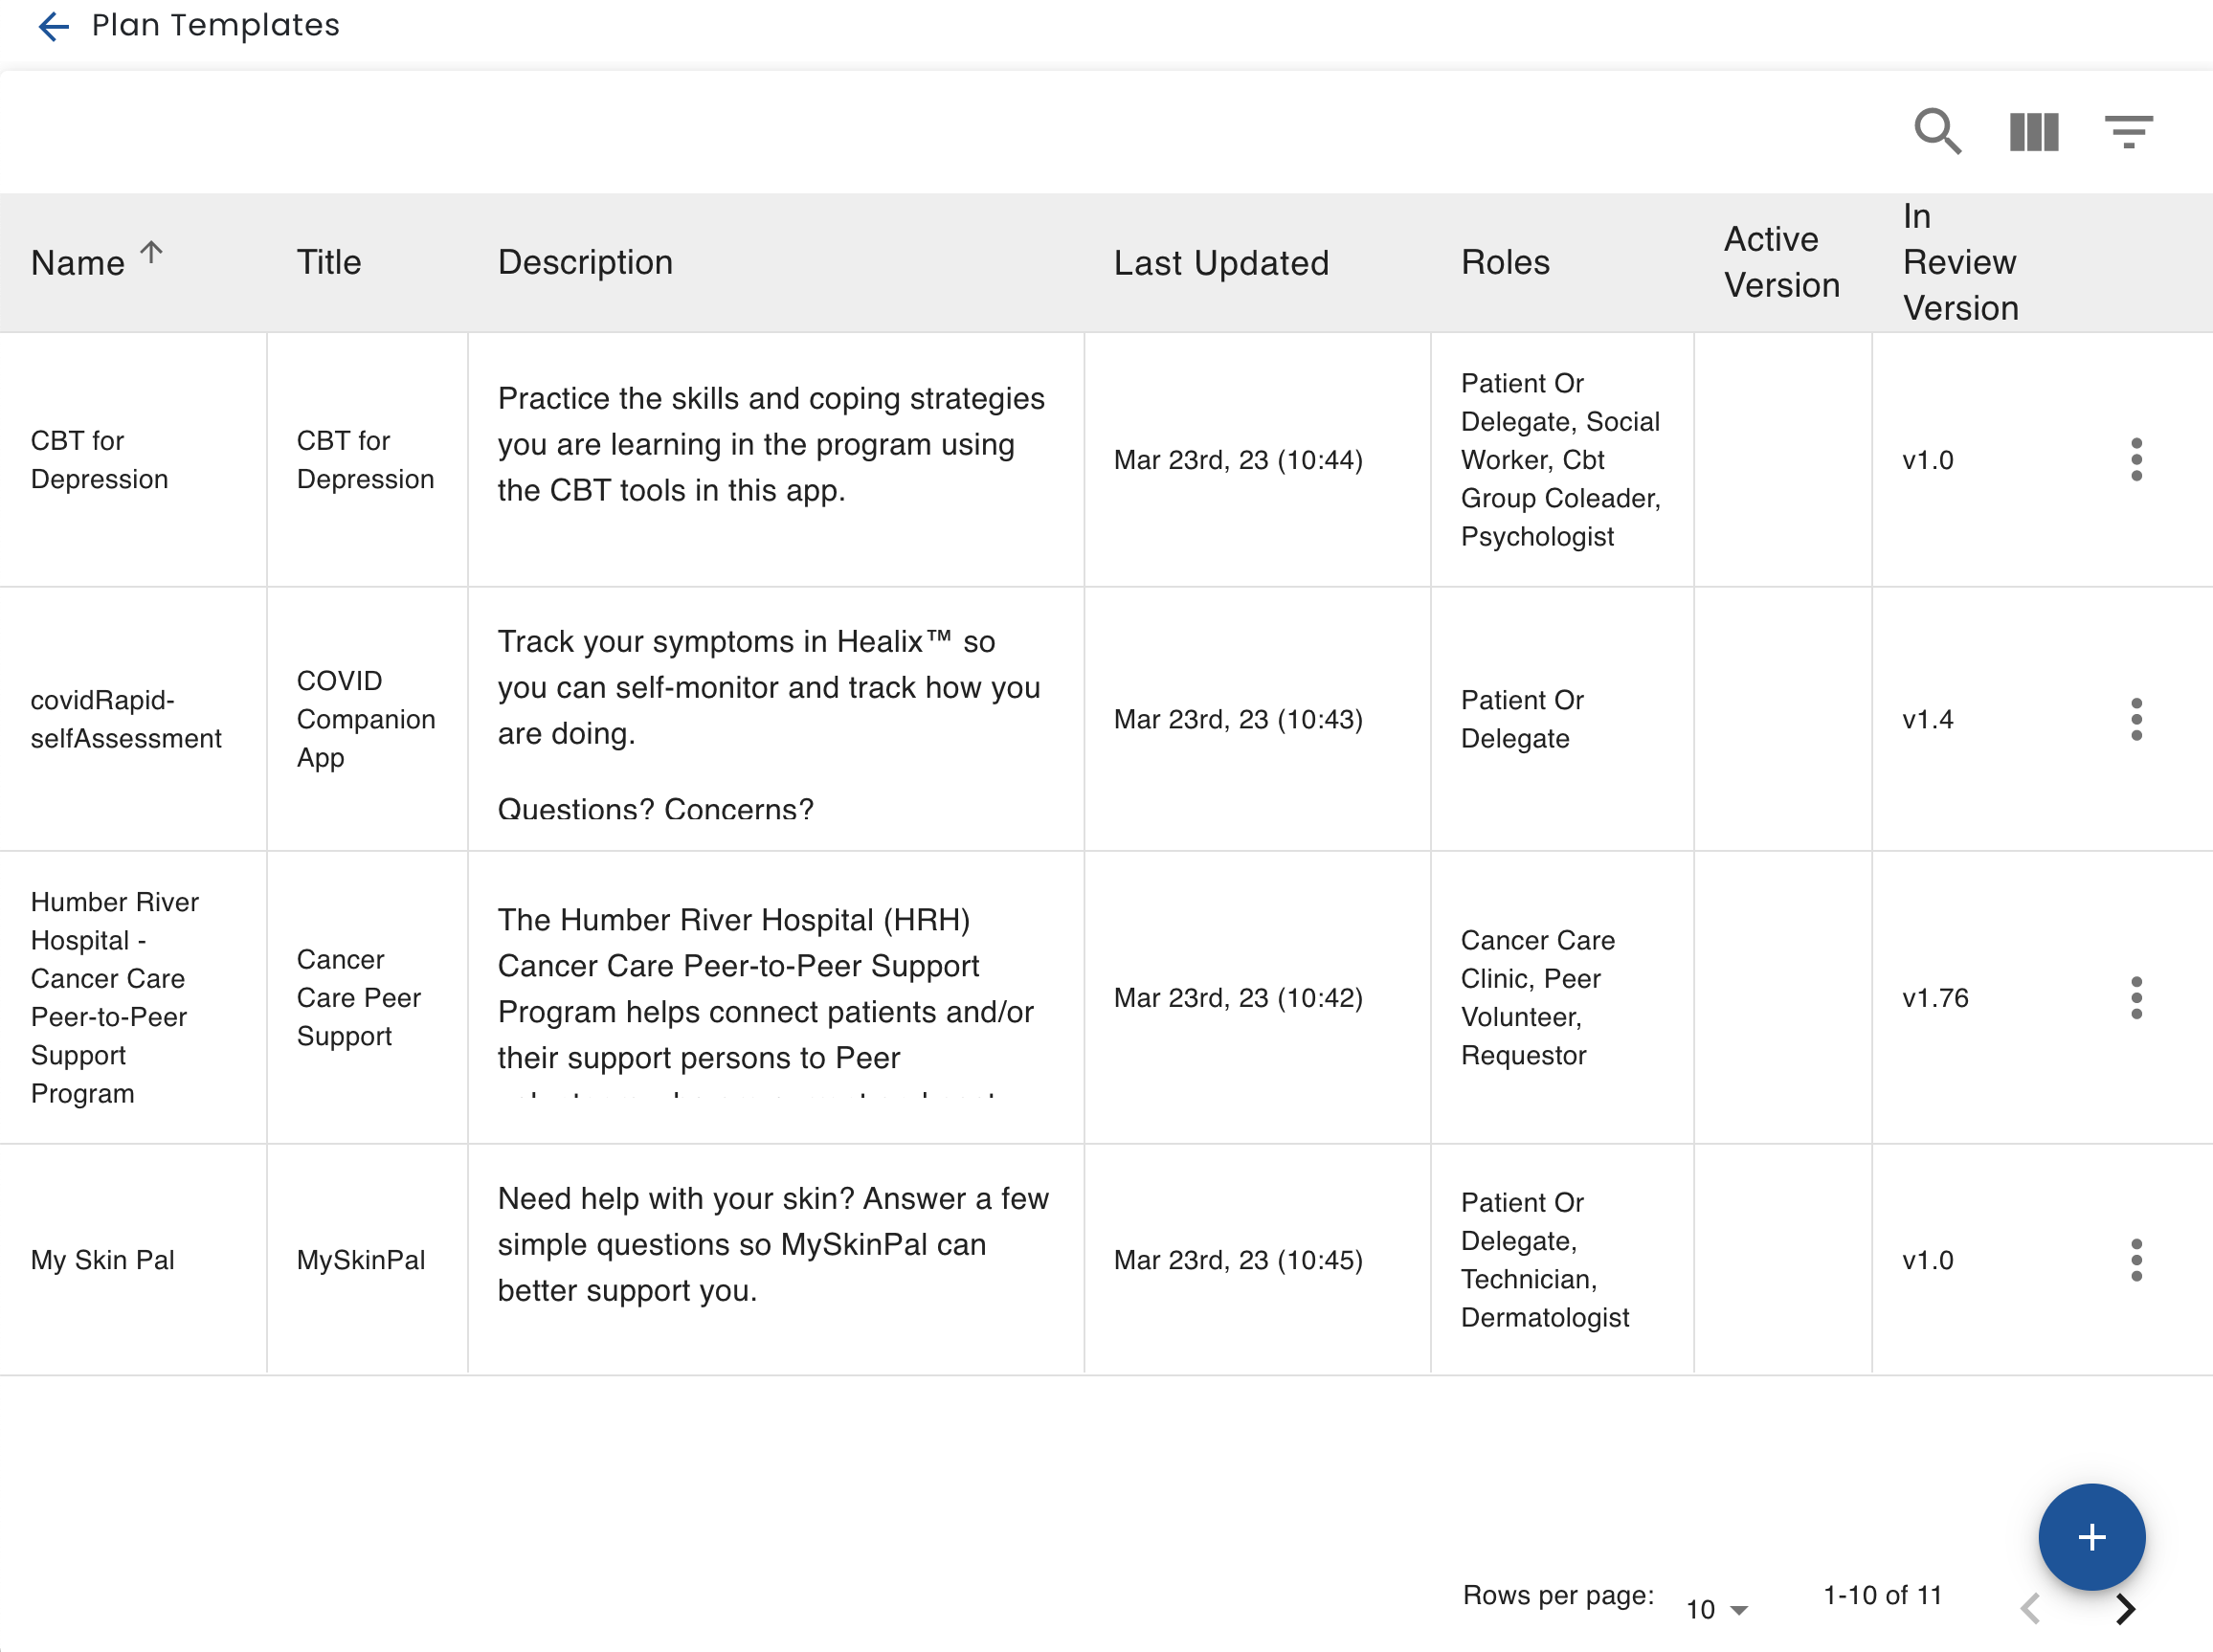 Plan Templates
Name
Title
Description
Last Updated
Roles
Active
Version
In
Review
Version
CBT for
Depression
CBT for
Depression
Practice the skills and coping strategies
you are learning in the program using
the CBT tools in this app.
Mar 23rd, 23 (10:44)
Patient Or
Delegate, Social
Worker, Cbt
Group Coleader,
Psychologist
v1.0
covidRapid-
selfAssessment
COVID
Companion
App
Track your symptoms in Healix™ so
you can self-monitor and track how you
are doing.
Questions? Concerns?
Mar 23rd, 23 (10:43)
Patient Or
Delegate
v1.4
Humber River
Hospital -
Cancer Care
Peer-to-Peer
Support
Program
Cancer
Care Peer
Support
The Humber River Hospital (HRH)
Cancer Care Peer-to-Peer Support
Program helps connect patients and/or
their support persons to Peer
Mar 23rd, 23 (10:42)
Cancer Care
Clinic, Peer
Volunteer,
Requestor
v1.76
My Skin Pal
MySkinPal
Need help with your skin? Answer a few
simple questions so MySkinPal can
better support you.
Mar 23rd, 23 (10:45)
Patient Or
Delegate,
Technician,
Dermatologist
v1.0
Rows per page:
10
1-10 of 11